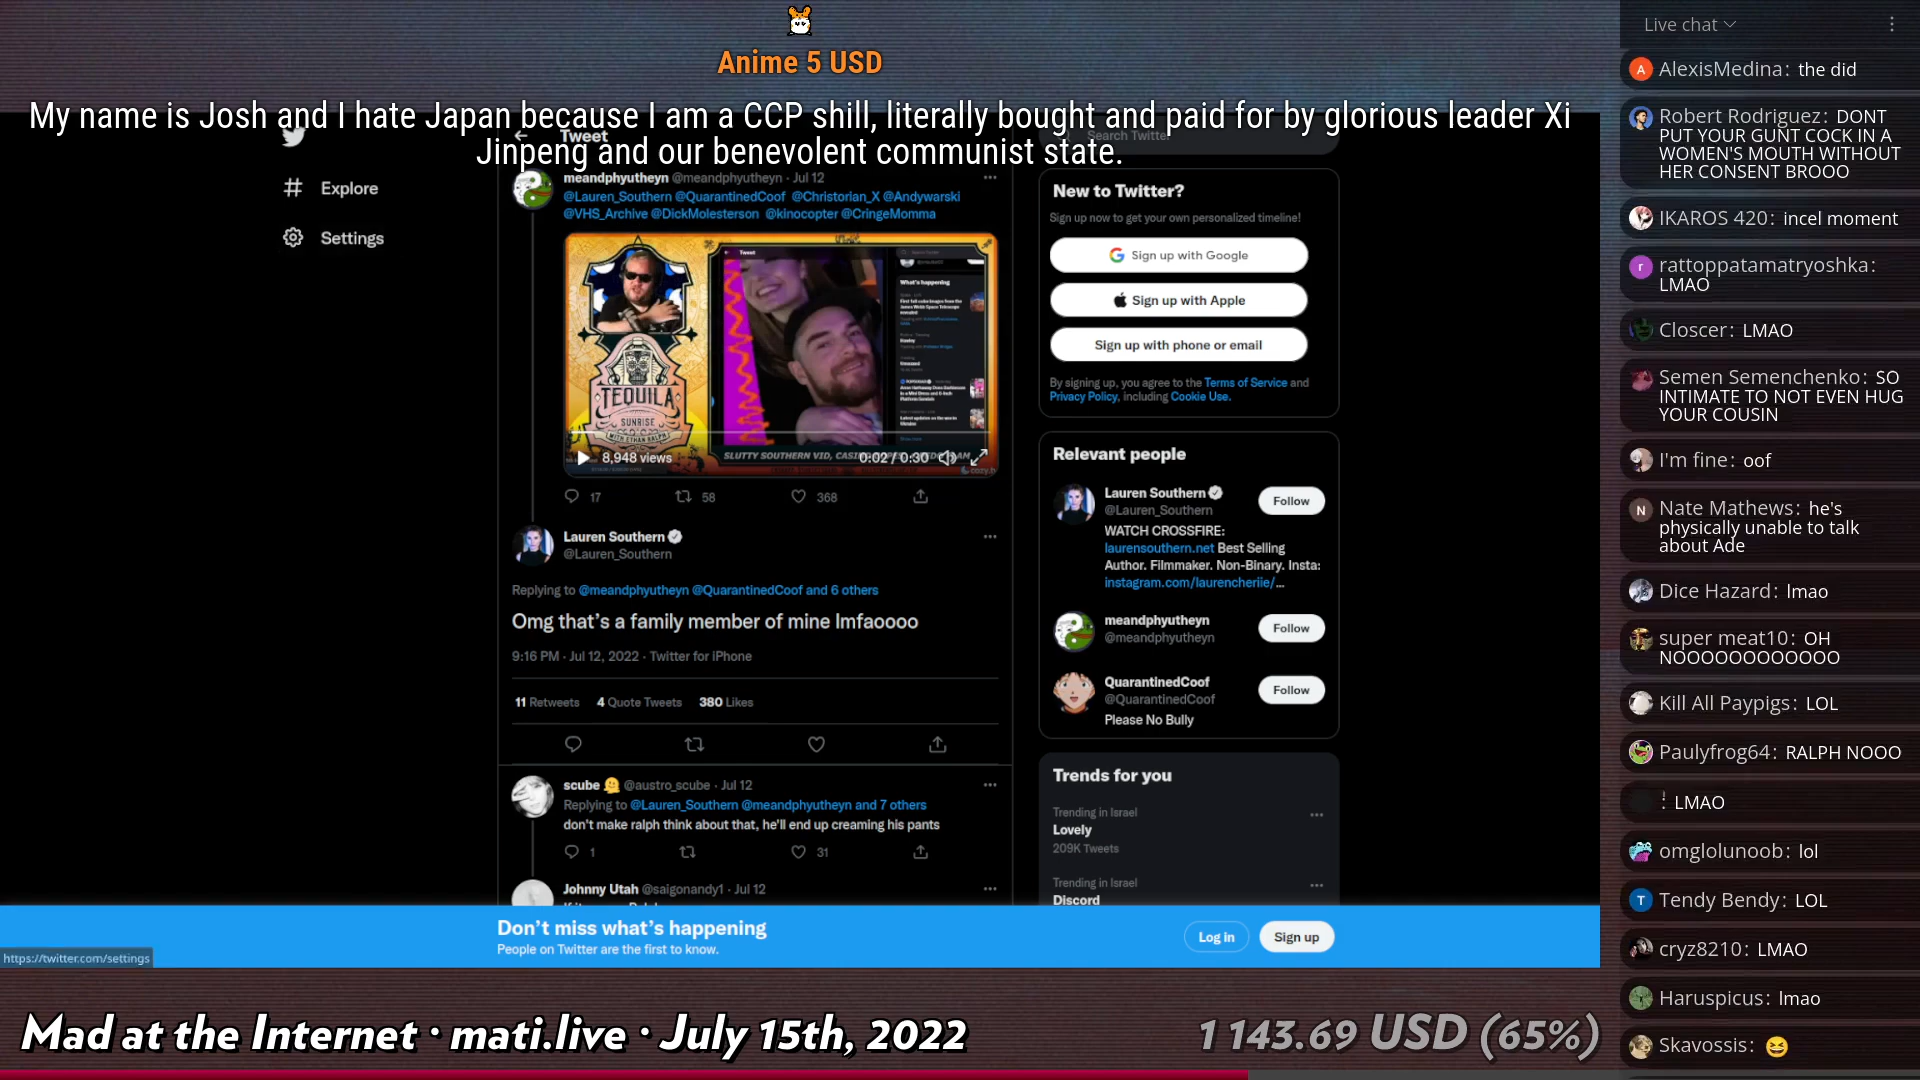 Anime 5 USD
My name is Josh and I hate Japan because I am a CCP shill, literally bought and paid for by glorious leader Xi
Jinpeng and our benevolent communist state.
Tweet
Search Twitter
Explore
Settings
meandphyutheyn @meandphyutheyn · Jul 12
@Lauren_Southern @QuarantinedCoof @Christorian_X @Andywarski
@VHS_Archive @DickMolesterson @kinocopter @CringeMomma
Tweet
What's happening
TEQUILA
SUNRISE
WITH ETHAN RALPH
8,948 views
0:02 / 0:30
17
58
368
Lauren Southern
@Lauren_Southern
Replying to @meandphyutheyn @QuarantinedCoof and 6 others
Omg that’s a family member of mine lmfaoooo
9:16 PM · Jul 12, 2022 · Twitter for iPhone
11 Retweets 4 Quote Tweets 380 Likes
scube 🫠 @austro_scube · Jul 12
Replying to @Lauren_Southern @meandphyutheyn and 7 others
don't make ralph think about that, he'll end up creaming his pants
1
31
Johnny Utah @saigonandy1 · Jul 12
New to Twitter?
Sign up now to get your own personalized timeline!
Sign up with Google
Sign up with Apple
Sign up with phone or email
By signing up, you agree to the Terms of Service and
Privacy Policy, including Cookie Use.
Relevant people
Lauren Southern
@Lauren_Southern
Follow
WATCH CROSSFIRE:
laurensouthern.net Best Selling
Author. Filmmaker. Non-Binary. Insta:
instagram.com/laurencheriie/…
meandphyutheyn
@meandphyutheyn
Follow
QuarantinedCoof
@QuarantinedCoof
Follow
Please No Bully
Trends for you
Trending in Israel
Lovely
209K Tweets
Trending in Israel
Discord
Don’t miss what’s happening
People on Twitter are the first to know.
Log in
Sign up
https://twitter.com/settings
Mad at the Internet · mati.live · July 15th, 2022
1 143.69 USD (65%)
Live chat
AlexisMedina: the did
Robert Rodriguez: DONT
PUT YOUR GUNT COCK IN A
WOMEN'S MOUTH WITHOUT
HER CONSENT BROOO
IKAROS 420: incel moment
rattoppatamatryoshka:
LMAO
Closcer: LMAO
Semen Semenchenko: SO
INTIMATE TO NOT EVEN HUG
YOUR COUSIN
I'm fine: oof
Nate Mathews: he's
physically unable to talk
about Ade
Dice Hazard: lmao
super meat10: OH
NOOOOOOOOOOOO
Kill All Paypigs: LOL
Paulyfrog64: RALPH NOOO
: LMAO
omglolunoob: lol
Tendy Bendy: LOL
cryz8210: LMAO
Haruspicus: lmao
Skavossis: 😆